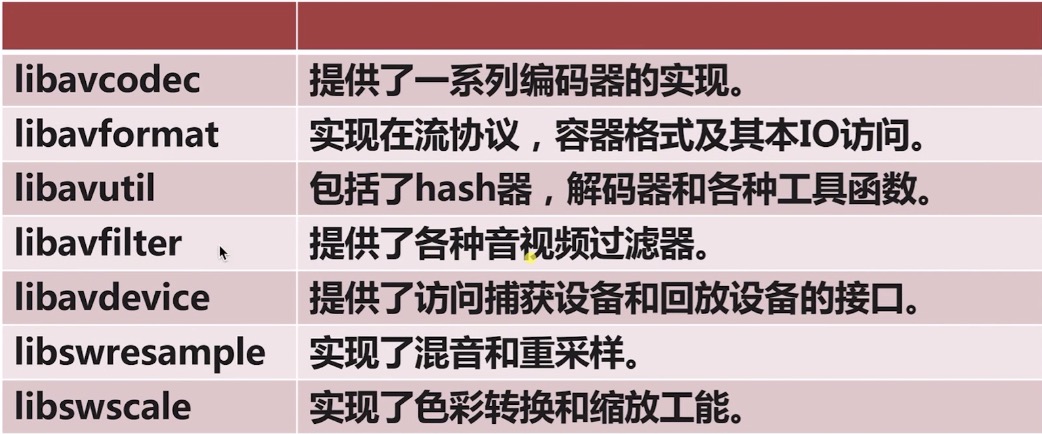 libavcodec 提供了一系列编码器的实现。
libavformat 实现在流协议，容器格式及其本IO访问。
libavutil 包括了hash器，解码器和各种工具函数。
libavfilter 提供了各种音视频过滤器。
libavdevice 提供了访问捕获设备和回放设备的接口。
libswresample 实现了混音和重采样。
libswscale 实现了色彩转换和缩放工能。